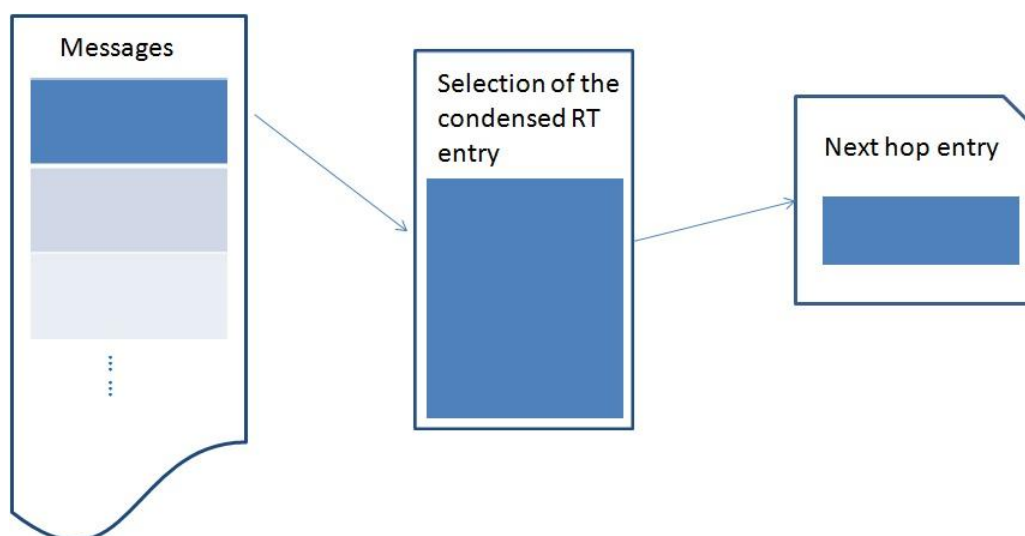 Messages
Selection of the
condensed RT
entry
Next hop entry